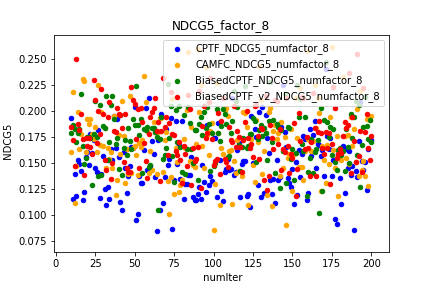 NDCG5_factor_8
CPTF_NDCG5_numfactor_8
CAMFC_NDCG5_numfactor_8
BiasedCPTF_NDCG5_numfactor_8
BiasedCPTF_v2_NDCG5_numfactor_8
NDCG5
0.250
0.225
0.200
0.175
0.150
0.125
0.100
0.075
0 25 50 75 100 125 150 175 200
numIter